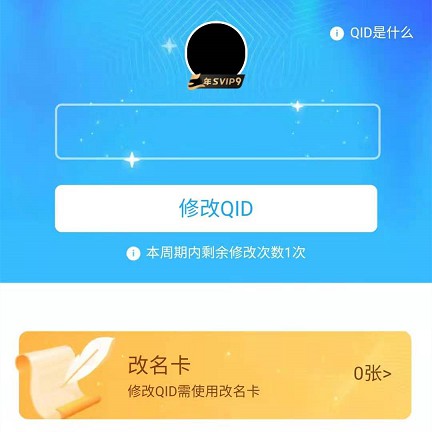 QID是什么
年SVIP9
修改QID
本周期内剩余修改次数1次
改名卡
0张>
修改QID需使用改名卡